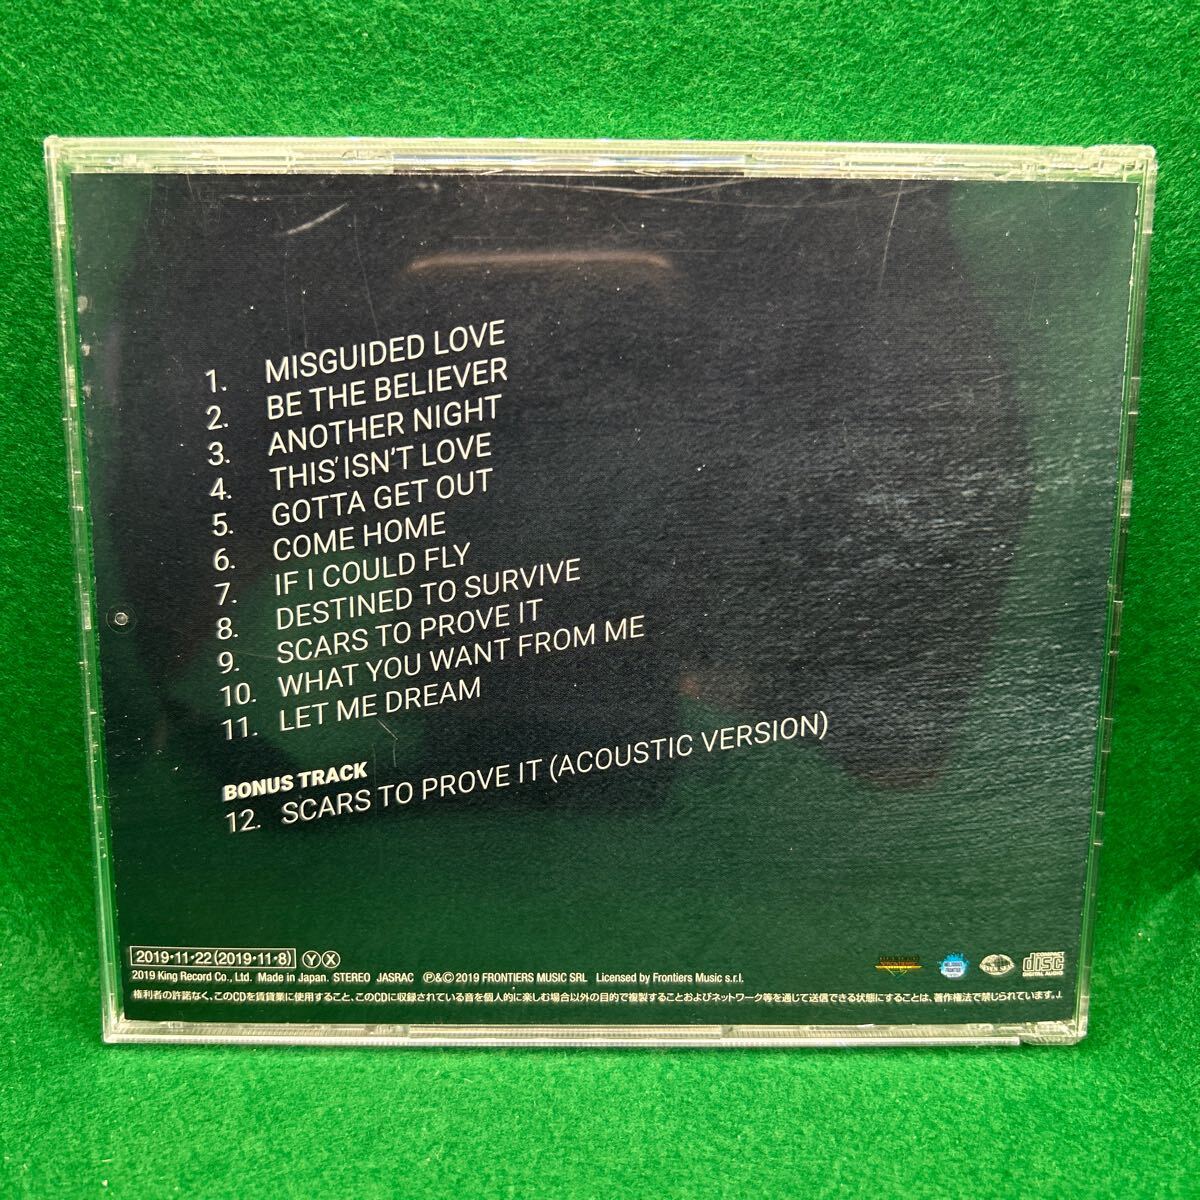 1. MISGUIDED LOVE
2. BE THE BELIEVER
3. ANOTHER NIGHT
4. THIS ISN'T LOVE
5. GOTTA GET OUT
6. COME HOME
7. IF I COULD FLY
8. DESTINED TO SURVIVE
9. SCARS TO PROVE IT
10. WHAT YOU WANT FROM ME
11. LET ME DREAM
BONUS TRACK
12. SCARS TO PROVE IT (ACOUSTIC VERSION)
2019·11·22(2019·11·8) Ⓨ Ⓧ
2019 King Record Co., Ltd. Made in Japan. STEREO JASRAC Ⓟ&© 2019 FRONTIERS MUSIC SRL Licensed by Frontiers Music s.r.l.
権利者の許諾なく、このCDを賃貸業に使用すること、このCDに収録されている音を個人的に楽しむ場合以外の目的で複製することおよびネットワーク等を通じて送信できる状態にすることは、著作権法で禁じられています。J.
disc
DIGITAL AUDIO